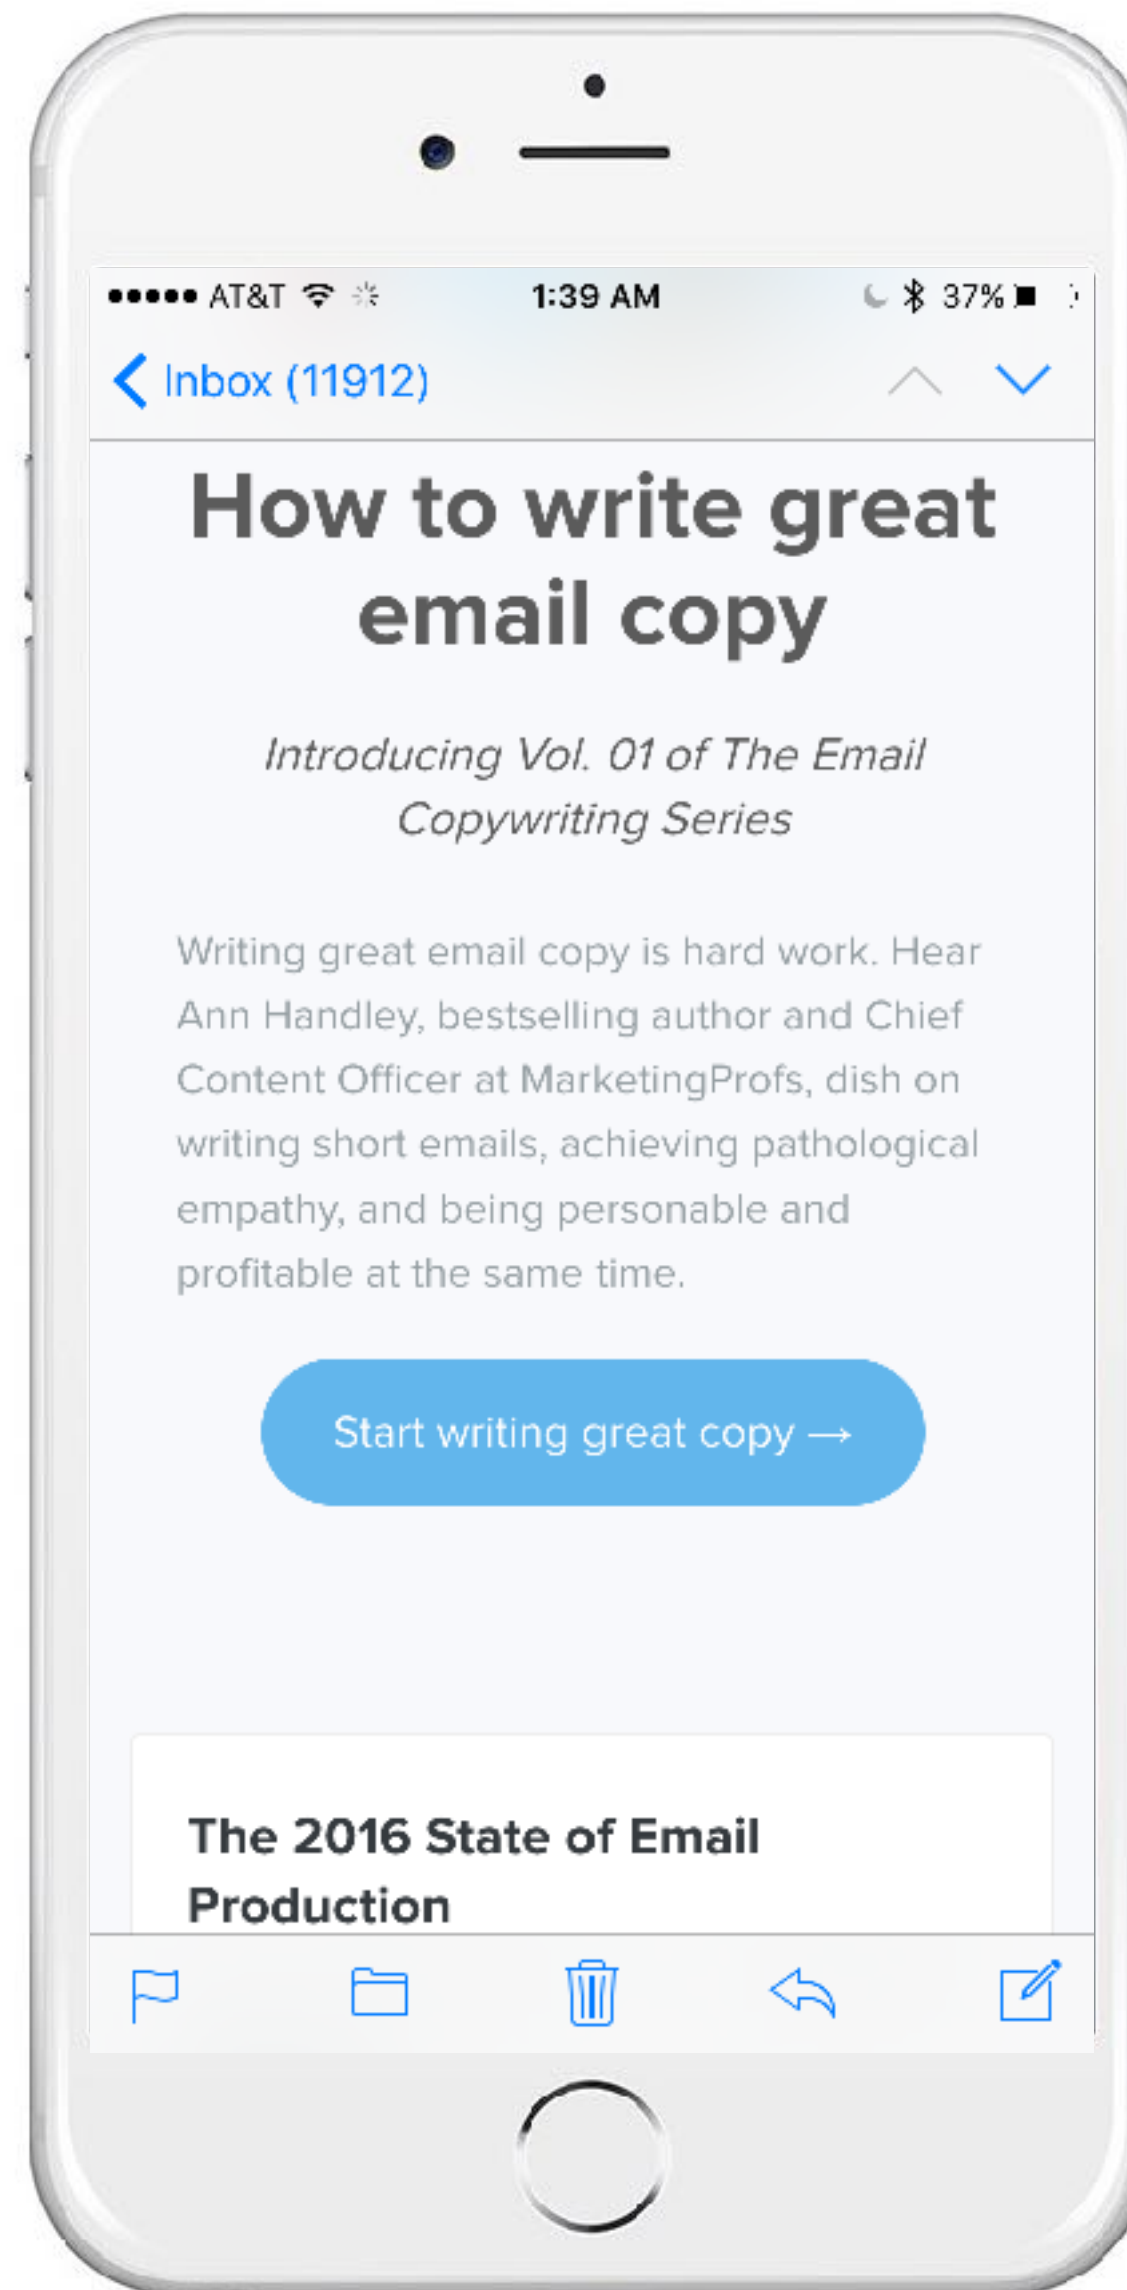 AT&T 1:39 AM 37%
Inbox (11912)
How to write great
email copy
Introducing Vol. 01 of The Email
Copywriting Series
Writing great email copy is hard work. Hear
Ann Handley, bestselling author and Chief
Content Officer at MarketingProfs, dish on
writing short emails, achieving pathological
empathy, and being personable and
profitable at the same time.
Start writing great copy →
The 2016 State of Email
Production